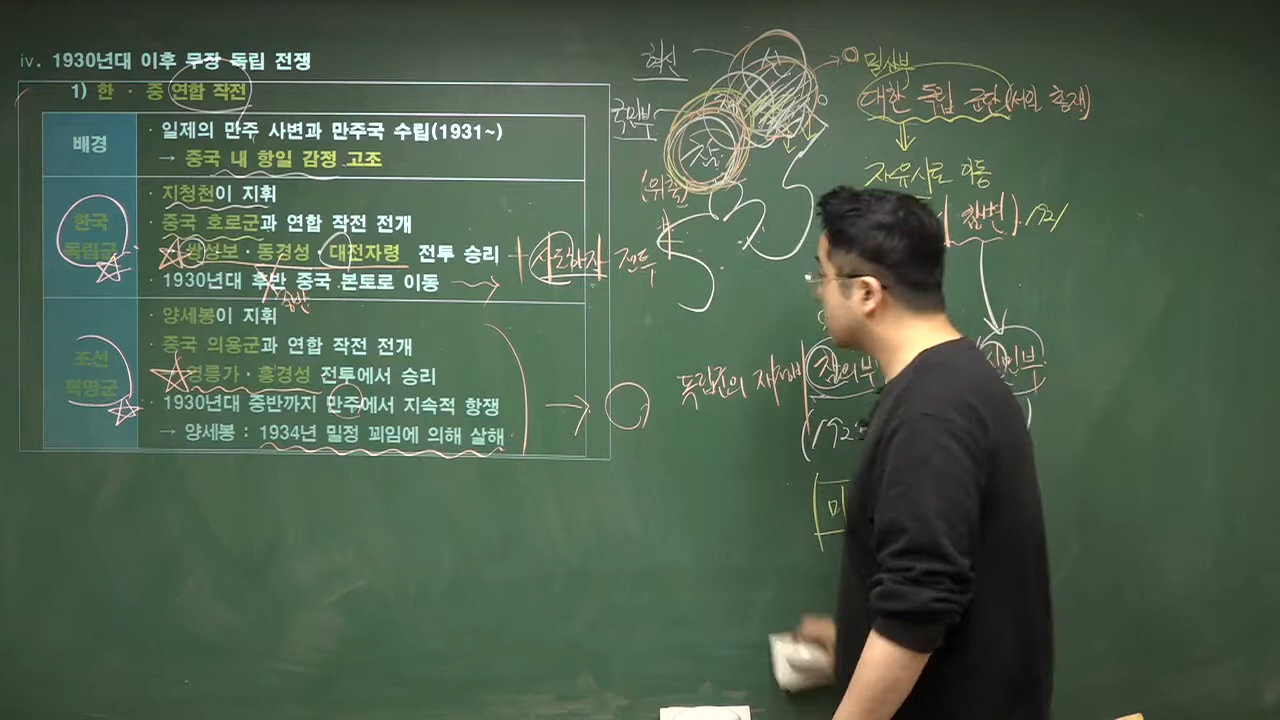 iv. 1930년대 이후 무장 독립 전쟁
1) 한 · 중 연합 작전
배경
· 일제의 만주 사변과 만주국 수립(1931~)
→ 중국 내 항일 감정 고조
한국
독립군
· 지청천이 지휘
· 중국 호로군과 연합 작전 전개
쌍성보 · 동경성 · 대전자령 전투 승리
사도하자 전투
· 1930년대 후반 중국 본토로 이동
중반
조선
혁명군
· 양세봉이 지휘
· 중국 의용군과 연합 작전 전개
영릉가 · 흥경성 전투에서 승리
· 1930년대 중반까지 만주에서 지속적 항쟁
→ 양세봉 : 1934년 밀정 꾀임에 의해 살해
혁신
국민부
밀산부
대한 독립 군단(서일 총재)
자유시로 이동
참변) 1921
독립전의 참의부
신민부
(192
미